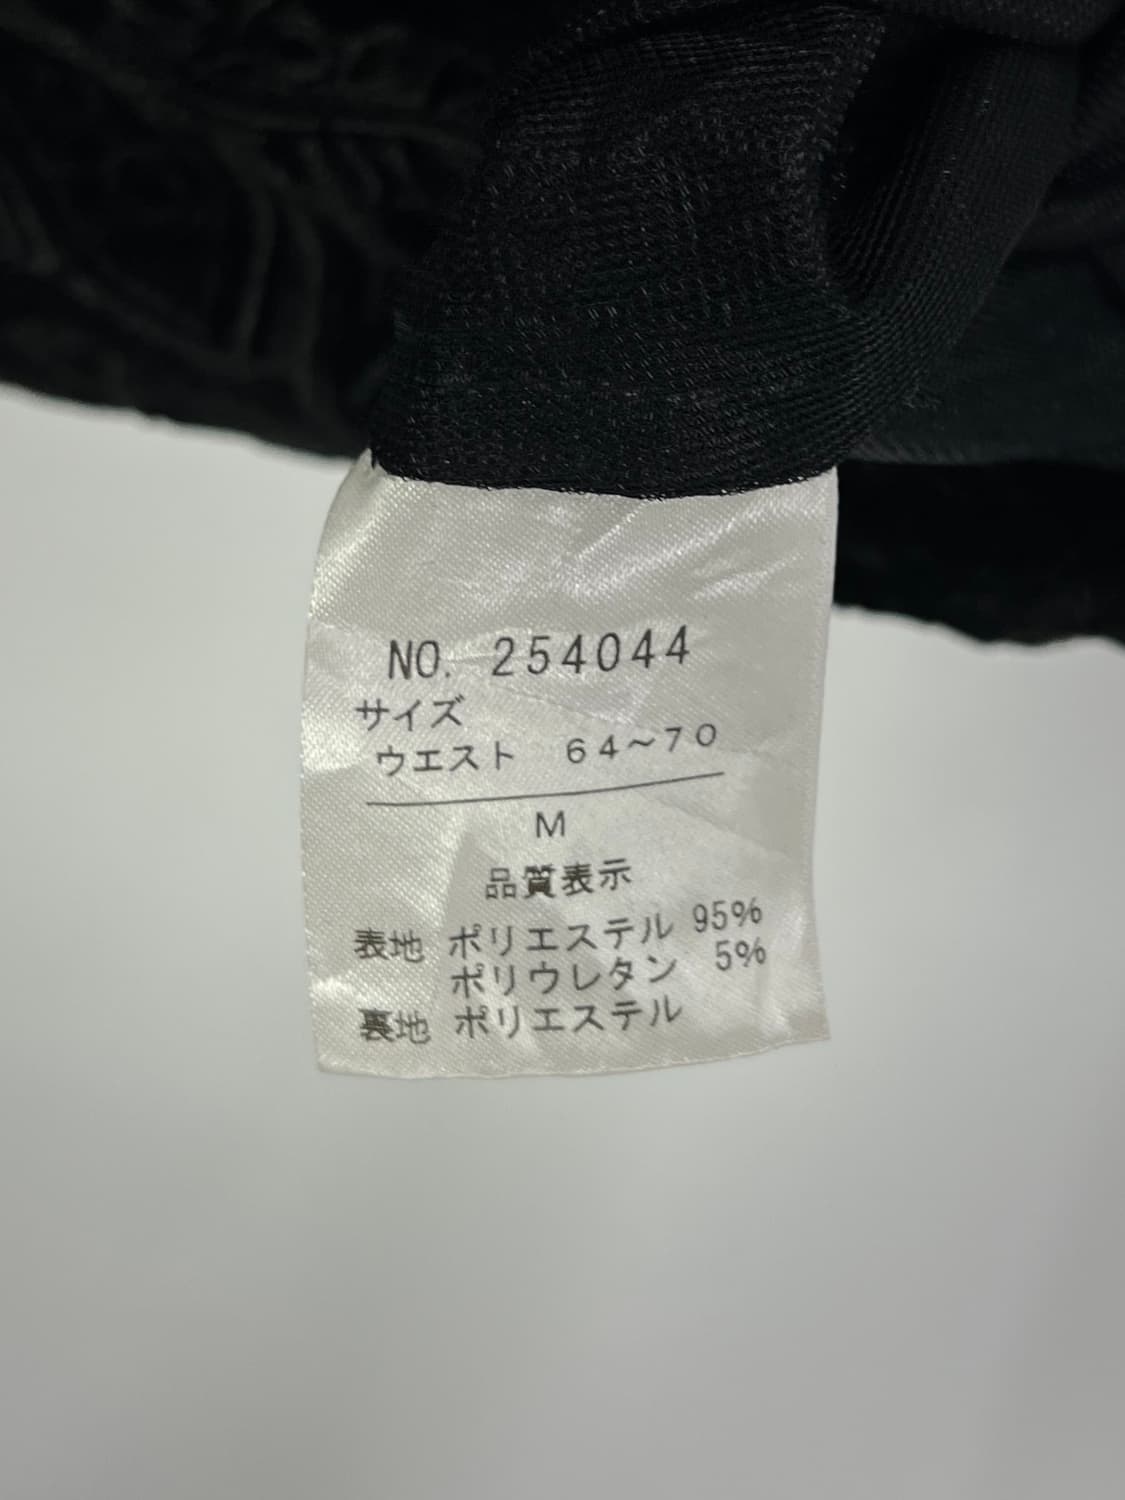 NO. 254044
サイズ
ウエスト 64〜70
M
品質表示
表地 ポリエステル 95%
ポリウレタン 5%
裏地 ポリエステル